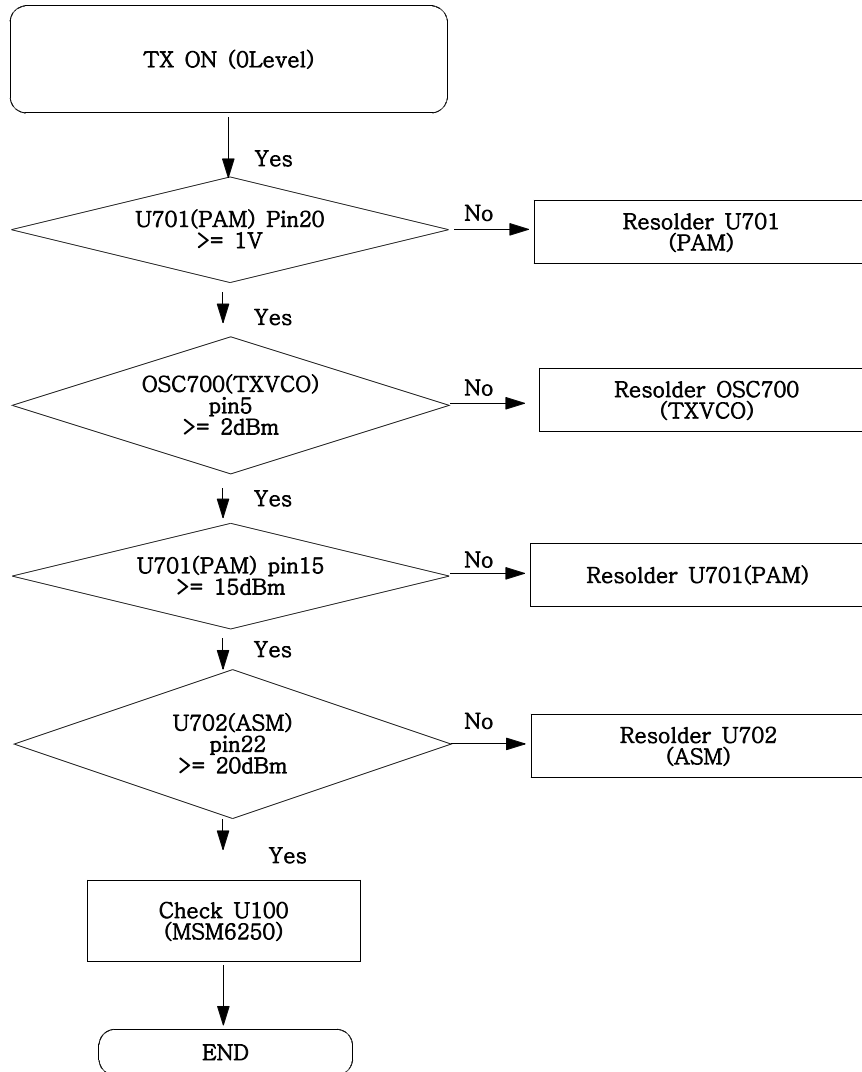 TX ON (0Level)
Yes
U701(PAM) Pin20
>= 1V
No
Resolder U701
(PAM)
Yes
OSC700(TXVCO)
pin5
>= 2dBm
No
Resolder OSC700
(TXVCO)
Yes
U701(PAM) pin15
>= 15dBm
No
Resolder U701(PAM)
Yes
U702(ASM)
pin22
>= 20dBm
No
Resolder U702
(ASM)
Yes
Check U100
(MSM6250)
END